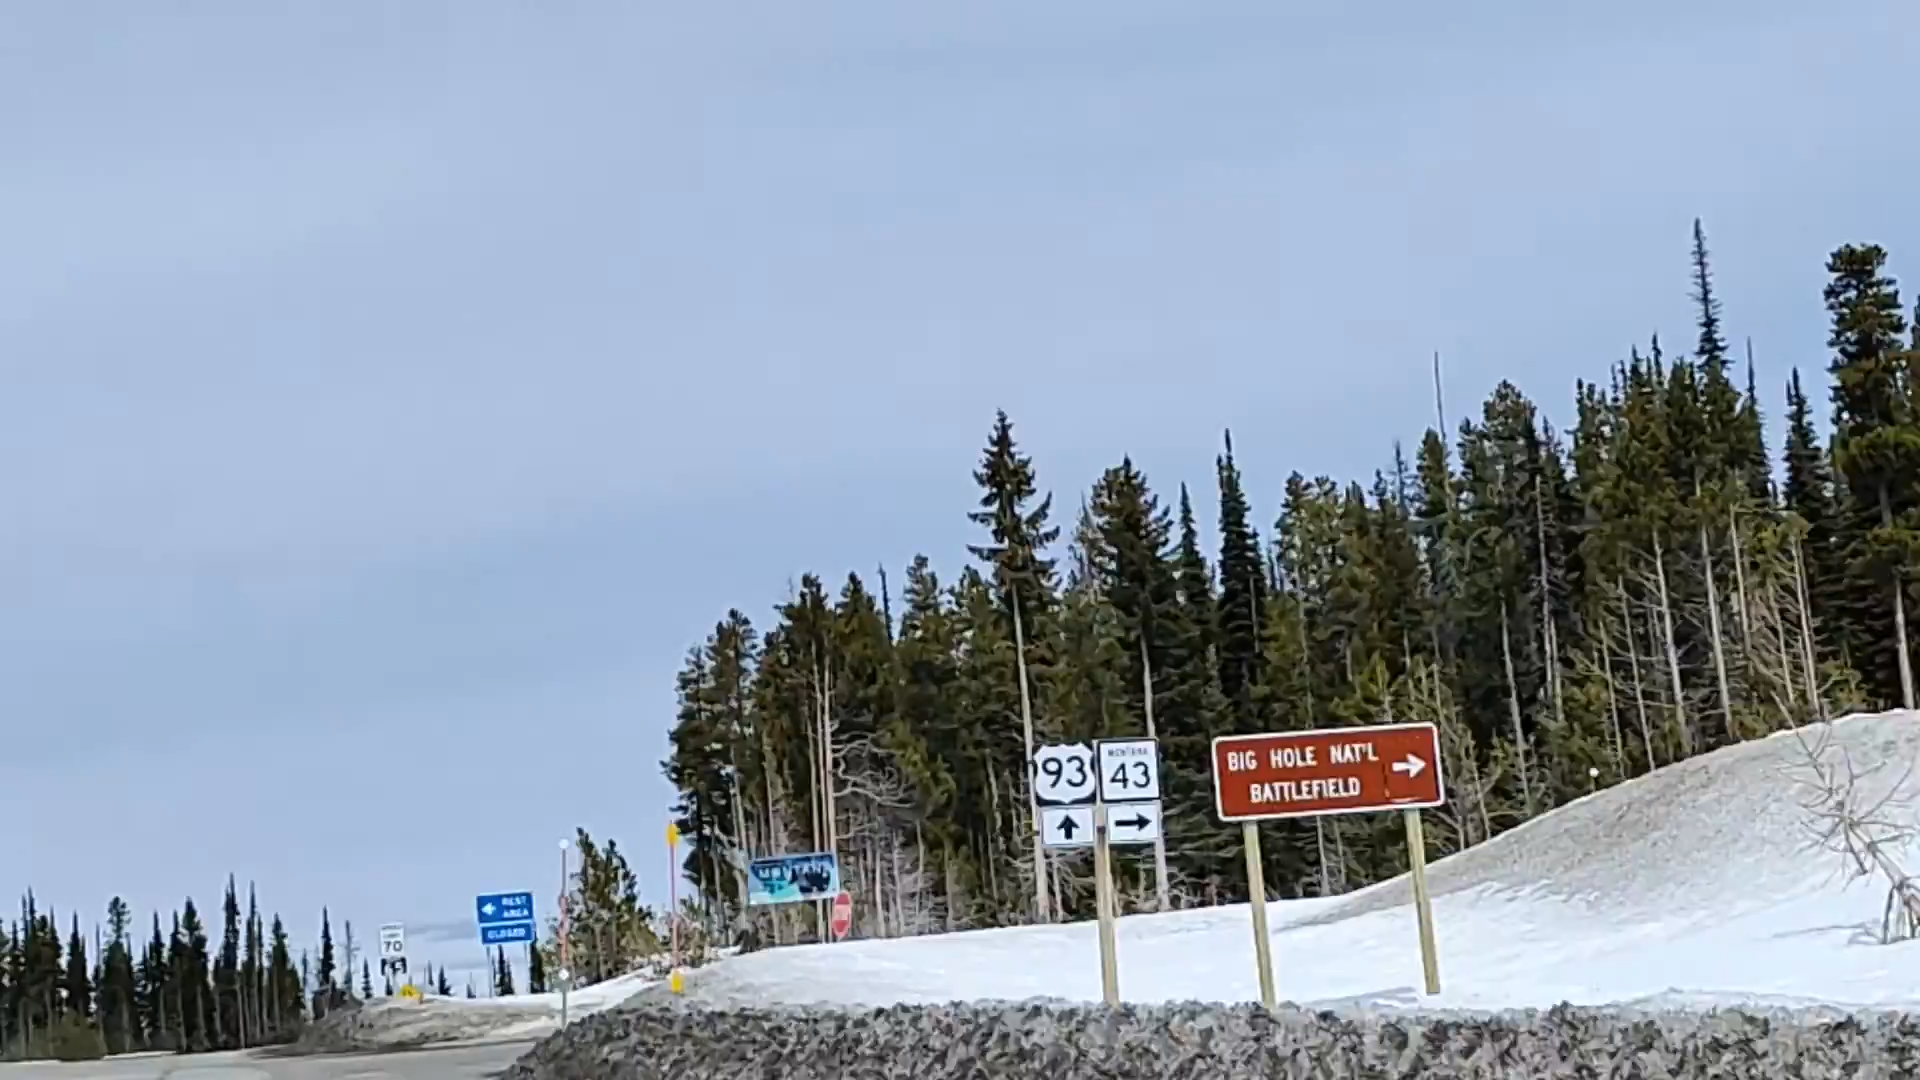 93
MONTANA
43
BIG HOLE NAT'L
BATTLEFIELD
REST
AREA
CLOSED
70